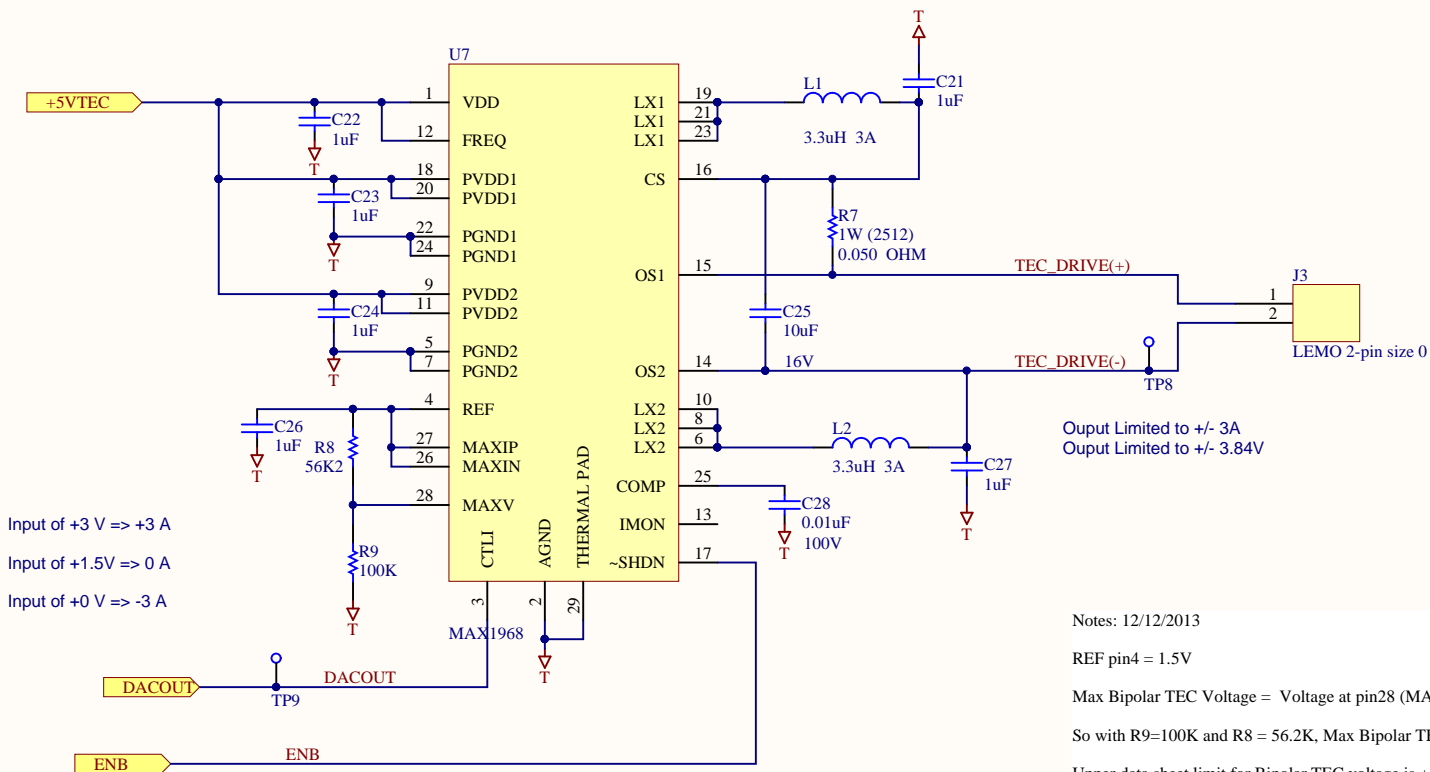 U7
+5VTEC
1 VDD
12 FREQ
18 PVDD1
20 PVDD1
22 PGND1
24 PGND1
9 PVDD2
11 PVDD2
5 PGND2
7 PGND2
4 REF
27 MAXIP
26 MAXIN
28 MAXV
CTLI 3
AGND 2
THERMAL PAD 29
MAX1968
LX1 19
LX1 21
LX1 23
CS 16
OS1 15
OS2 14
LX2 10
LX2 8
LX2 6
COMP 25
IMON 13
~SHDN 17
C22
1uF
T
C23
1uF
T
C24
1uF
T
C26
1uF
T
R8
56K2
R9
100K
T
T
T
C21
1uF
L1
3.3uH 3A
R7
1W (2512)
0.050 OHM
C25
10uF
16V
TEC_DRIVE(+)
TEC_DRIVE(-)
TP8
J3
1
2
LEMO 2-pin size 0
L2
3.3uH 3A
C27
1uF
T
C28
0.01uF
100V
T
Ouput Limited to +/- 3A
Ouput Limited to +/- 3.84V
Input of +3 V => +3 A
Input of +1.5V => 0 A
Input of +0 V => -3 A
DACOUT
TP9
DACOUT
ENB
ENB
Notes: 12/12/2013
REF pin4 = 1.5V
Max Bipolar TEC Voltage = Voltage at pin28 (MA
So with R9=100K and R8 = 56.2K, Max Bipolar